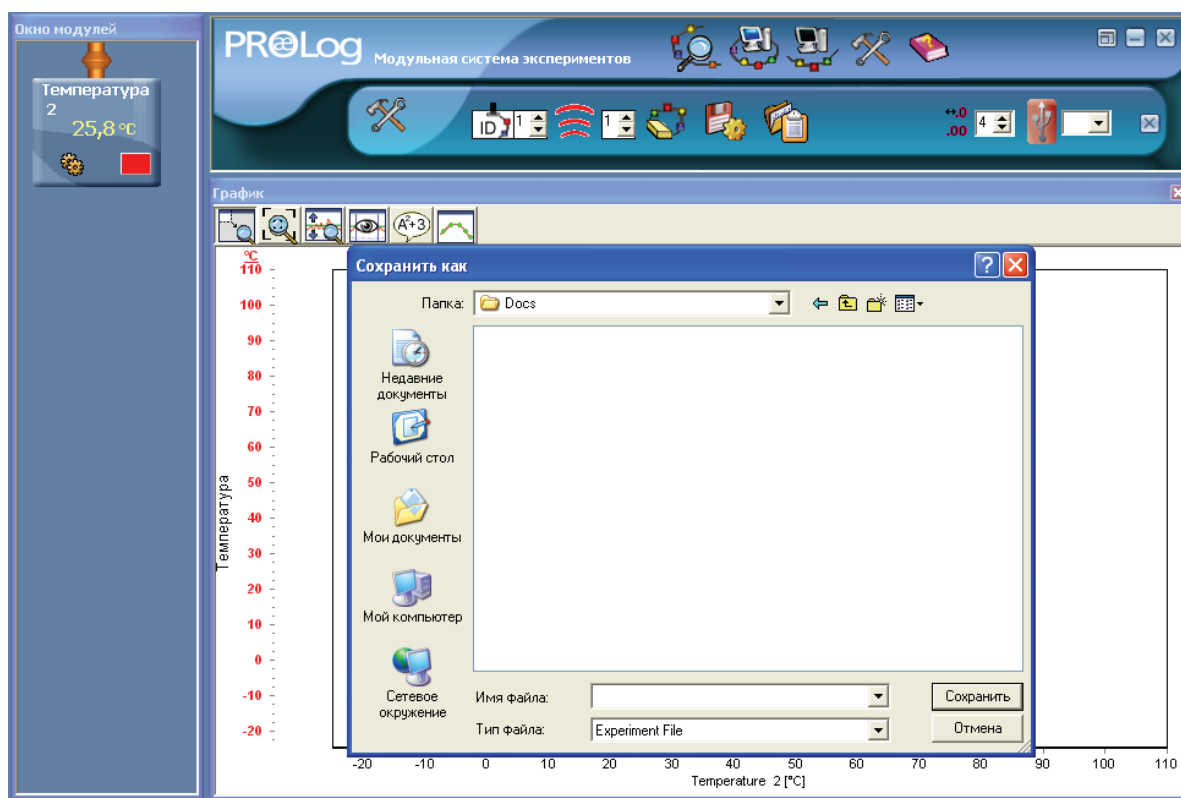 Окно модулей
Температура
2
25,8 °C
PRⓐLog Модульная система экспериментов
ID
1
1
↔.0
.00
4
График
A²+3
°C
110
100
90
80
70
60
50
40
30
20
10
0
-10
-20
Температура
Сохранить как
Папка: Docs
Недавние
документы
Рабочий стол
Мои документы
Мой компьютер
Сетевое
окружение
Имя файла:
Сохранить
Тип файла: Experiment File
Отмена
-20 -10 0 10 20 30 40 50 60 70 80 90 100 110
Temperature 2 [°C]